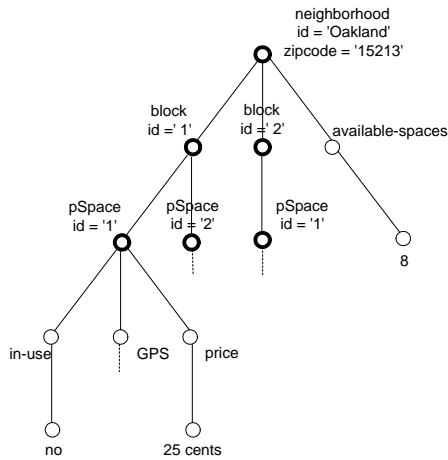 neighborhood
id = 'Oakland'
zipcode = '15213'
block
id =' 1'
block
id =' 2'
available-spaces
pSpace
id = '1'
pSpace
id = '2'
pSpace
id = '1'
8
in-use
GPS
price
no
25 cents